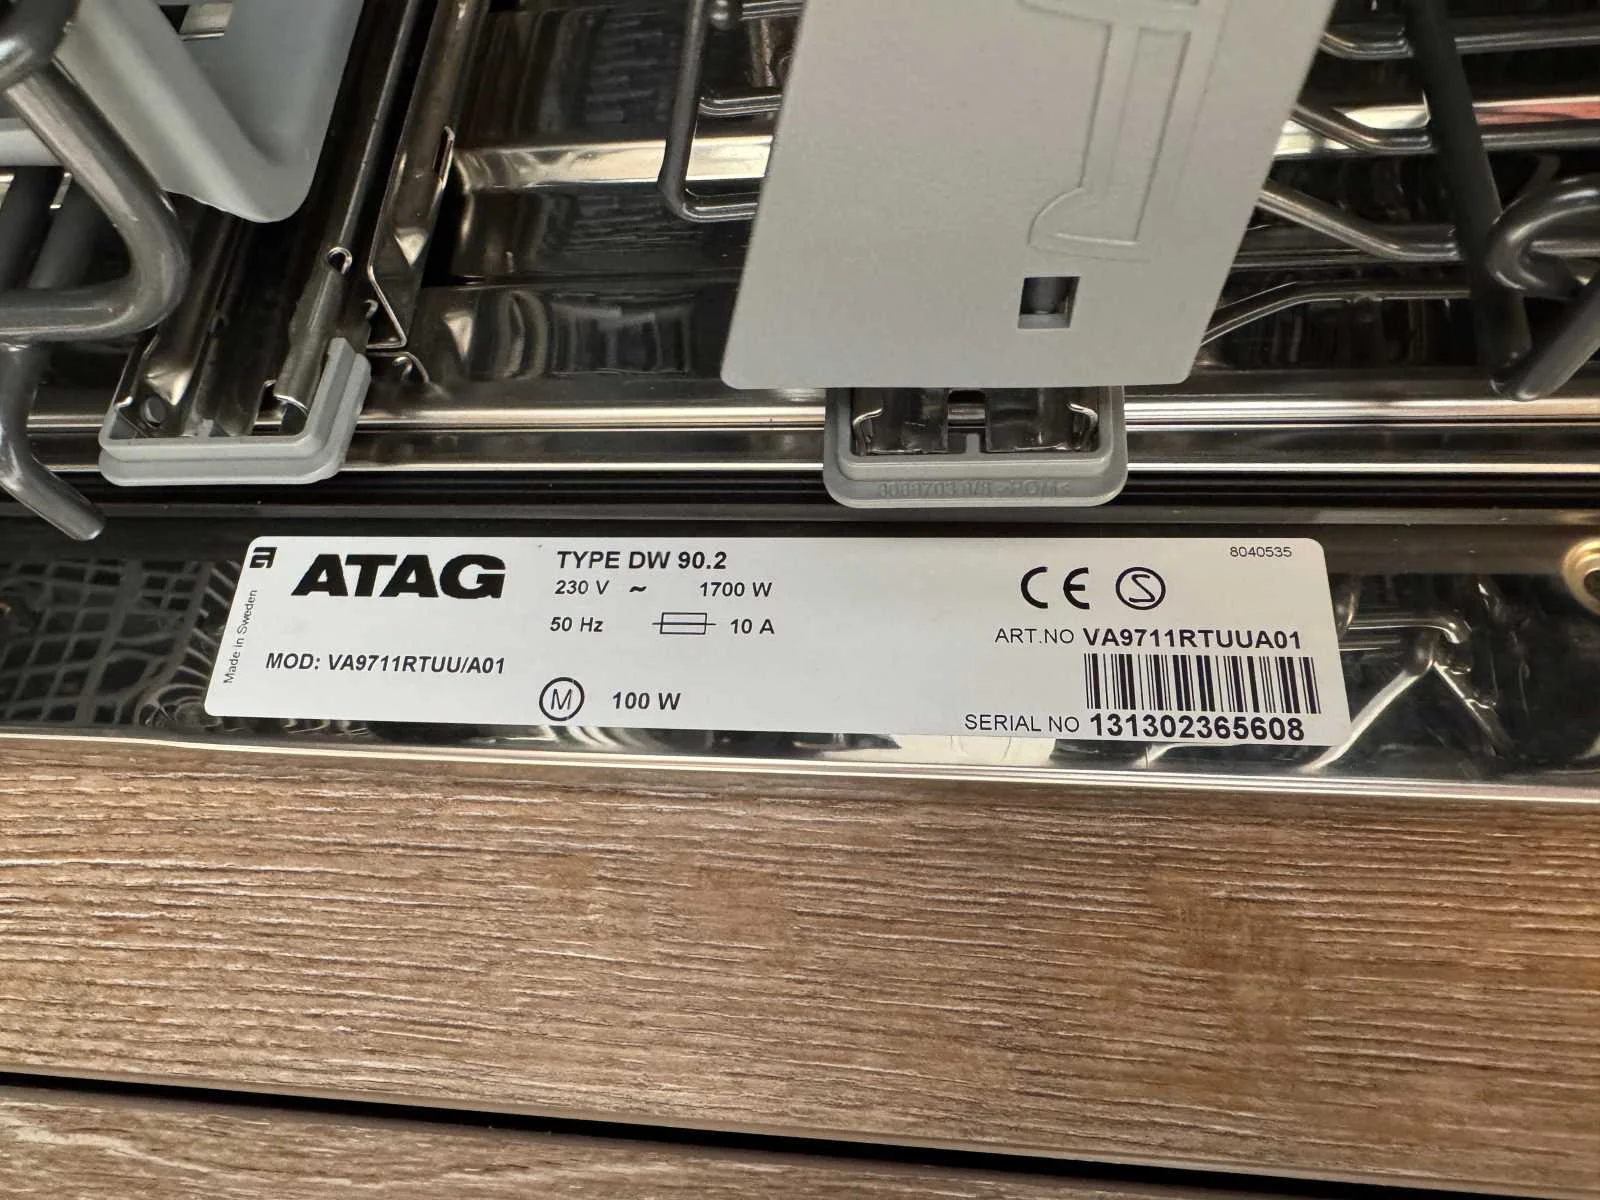 ATAG
Made in Sweden
MOD: VA9711RTUU/A01
TYPE DW 90.2
230 V ~ 1700 W
50 Hz 10 A
M 100 W
8040535
CE S
ART.NO VA9711RTUUA01
SERIAL NO 131302365608
>POM<